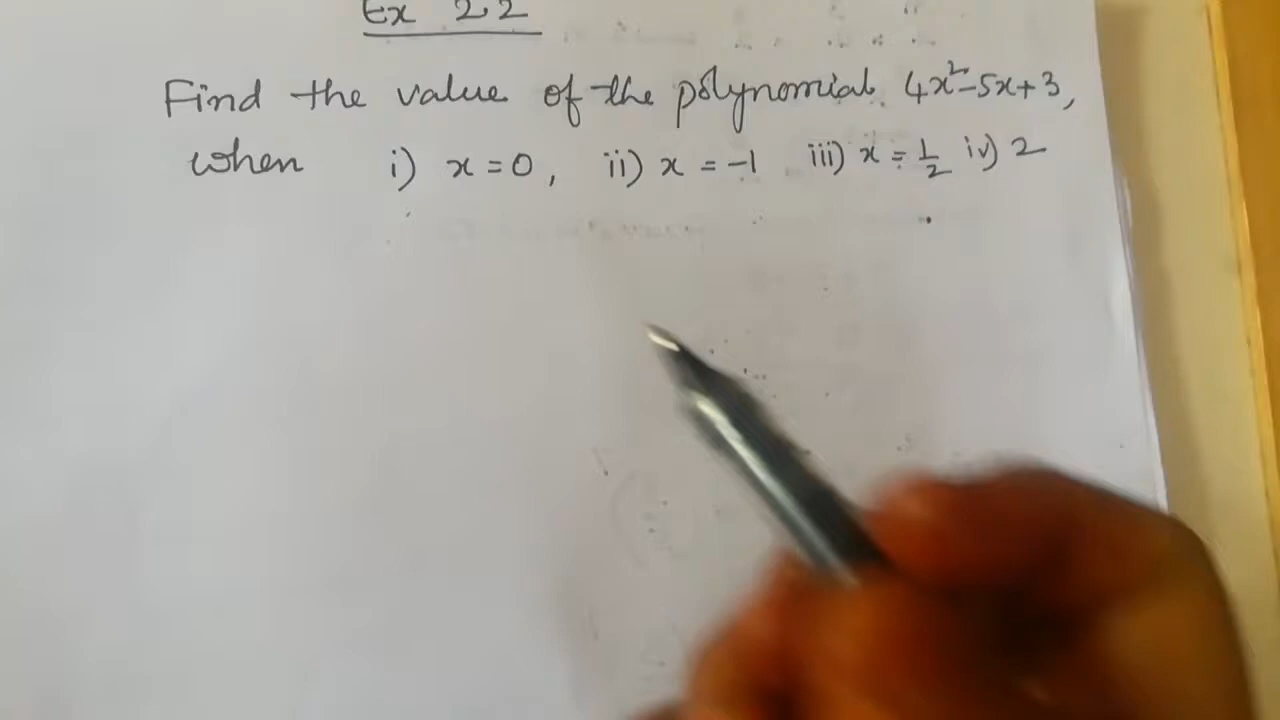 Ex 2.2
Find the value of the polynomial 4x²-5x+3,
when i) x=0, ii) x = -1 iii) x = 1/2 iv) 2